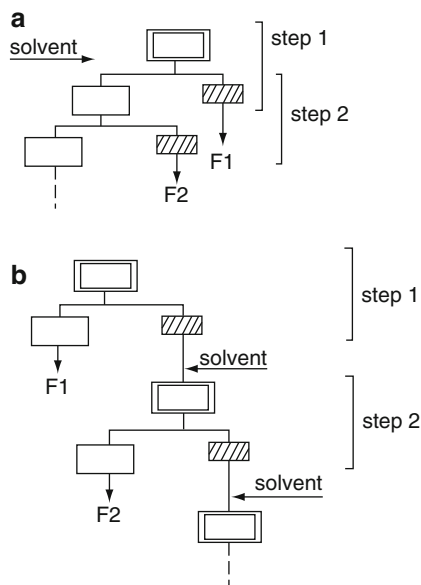 a
solvent
step 1
step 2
F1
F2
b
step 1
F1
solvent
step 2
F2
solvent